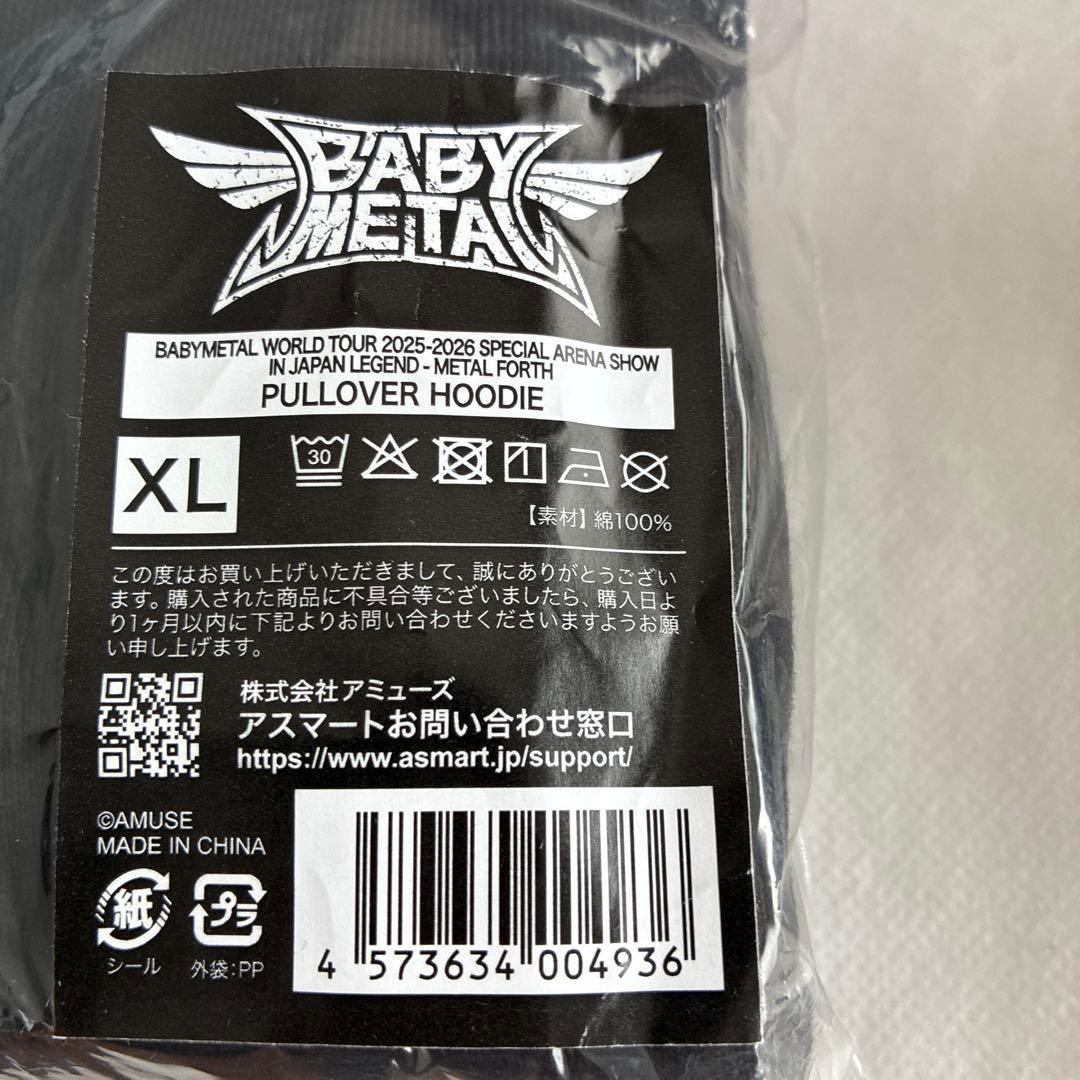 BABY
METAL
BABYMETAL WORLD TOUR 2025-2026 SPECIAL ARENA SHOW
IN JAPAN LEGEND - METAL FORTH
PULLOVER HOODIE
XL
30
【素材】綿100%
この度はお買い上げいただきまして、誠にありがとうござい
ます。購入された商品に不具合等ございましたら、購入日よ
り1ヶ月以内に下記よりお問い合わせくださいますようお願
い申し上げます。
株式会社アミューズ
アスマートお問い合わせ窓口
https://www.asmart.jp/support/
©AMUSE
MADE IN CHINA
紙
プラ
シール
外袋:PP
4 573634 004936